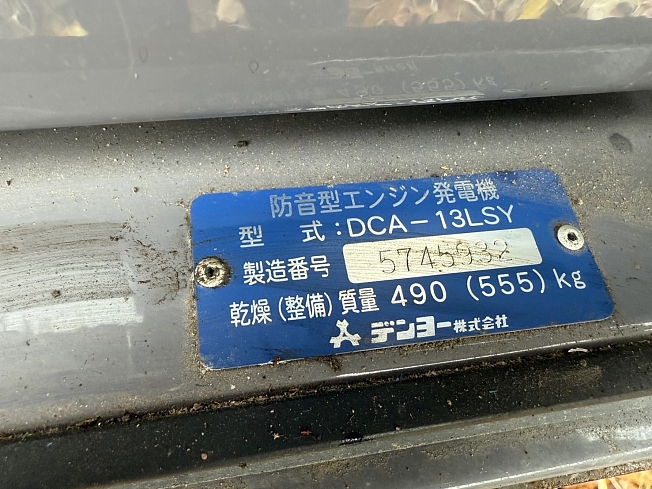 防音型エンジン発電機
型 式:DCA-13LSY
製造番号 5745932
乾燥(整備)質量 490 (555) kg
デンヨー株式会社